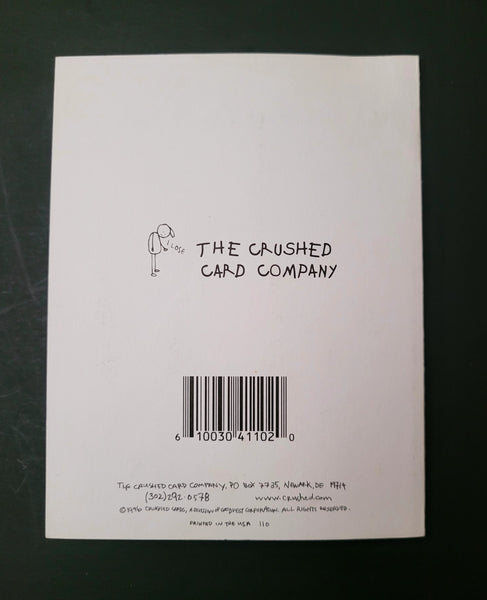 I LOSE
THE CRUSHED
CARD COMPANY
6 10030 41102 0
THE CRUSHED CARD COMPANY, PO BOX 7735, NEWARK, DE 19714
(302)292-0578 www.crushed.com
©1996 CRUSHED CARDS, A DIVISION OF CORPORATION. ALL RIGHTS RESERVED.
PRINTED IN THE USA 110